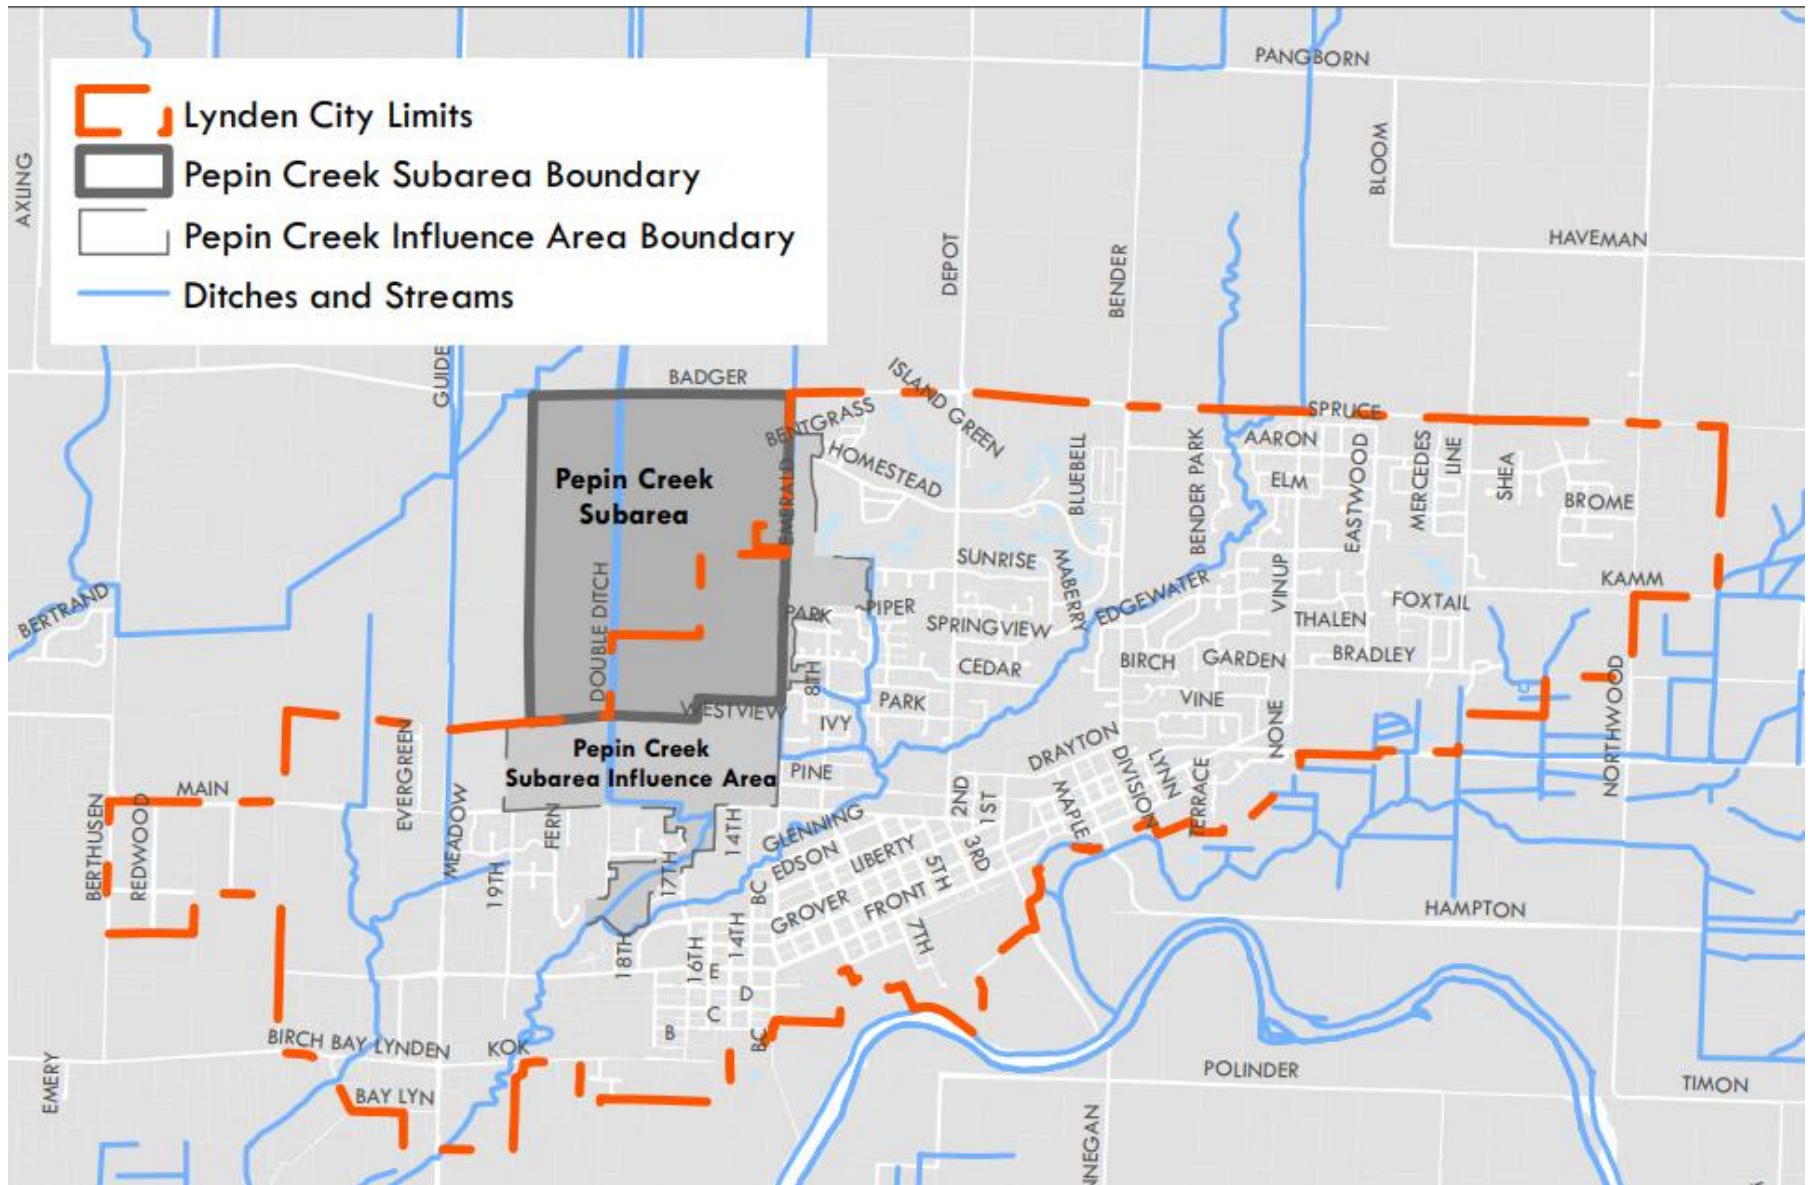 PANGBORN
Lynden City Limits
Pepin Creek Subarea Boundary
Pepin Creek Influence Area Boundary
Ditches and Streams
AXLING
BLOOM
HAVEMAN
DEPOT
BENDER
GUIDE
BADGER
ISLAND GREEN
BENTGRASS
SPRUCE
HOMESTEAD
AARON
ELM
EASTWOOD
MERCEDES
LINE
SHEA
BROME
BLUEBELL
BENDER PARK
EMERALD
Pepin Creek
Subarea
SUNRISE
MABERRY
EDGEWATER
VINUP
KAMM
BERTRAND
DOUBLE DITCH
PARK
PIPER
SPRINGVIEW
THALEN
FOXTAIL
CEDAR
BIRCH
GARDEN
BRADLEY
8TH
PARK
VINE
NORTHWOOD
WESTVIEW
IVY
NONE
EVERGREEN
Pepin Creek
Subarea Influence Area
PINE
DRAYTON
DIVISION
LYNN
TERRACE
MAIN
BERTHUSEN
REDWOOD
MEADOW
FERN
14TH
GLENNING
2ND
1ST
MAPLE
EDSON
LIBERTY
3RD
5TH
19TH
17TH
BC
GROVER
FRONT
7TH
HAMPTON
18TH
16TH
14TH
E
D
C
B
BC
BIRCH BAY LYNDEN
KOK
EMERY
BAY LYN
POLINDER
TIMON
NNEGAN